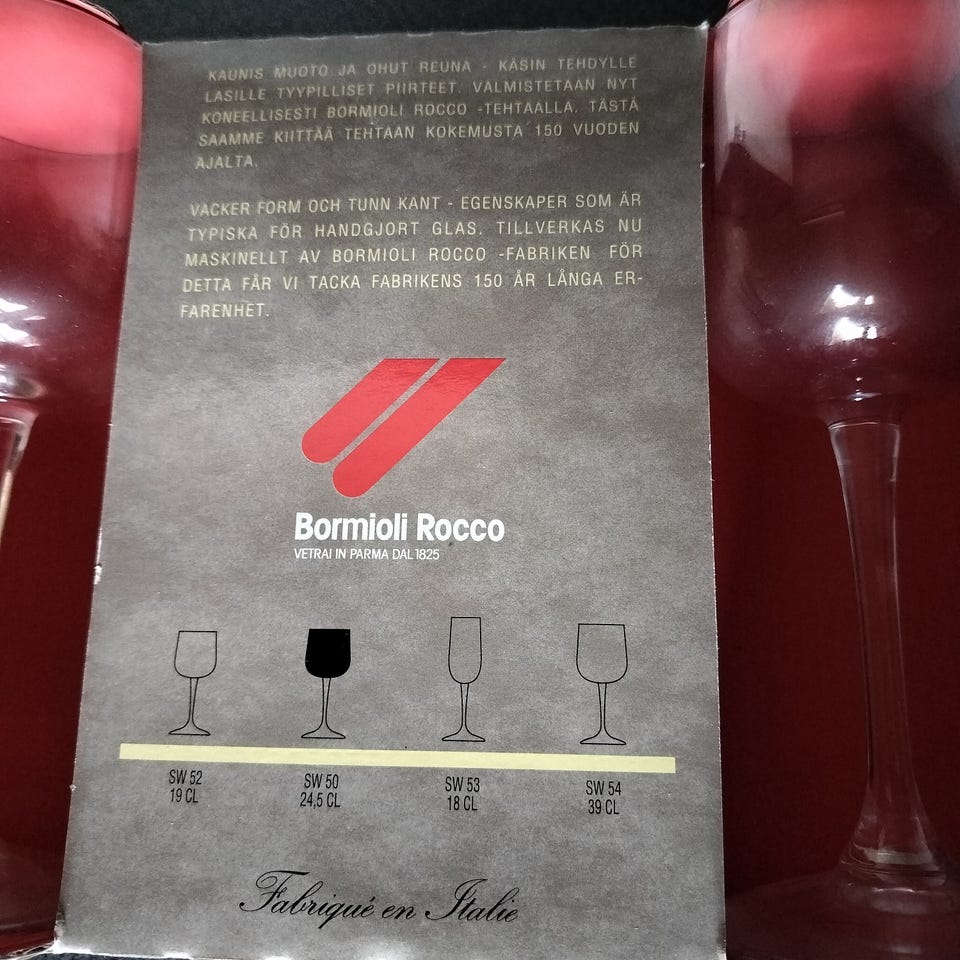 KAUNIS MUOTO JA OHUT REUNA - KÄSIN TEHDYLLE
LASILLE TYYPILLISET PIIRTEET. VALMISTETAAN NYT
KONEELLISESTI BORMIOLI ROCCO -TEHTAALLA. TÄSTÄ
SAAMME KIITTÄÄ TEHTAAN KOKEMUSTA 150 VUODEN
AJALTA.
VACKER FORM OCH TUNN KANT - EGENSKAPER SOM ÄR
TYPISKA FÖR HANDGJORT GLAS. TILLVERKAS NU
MASKINELLT AV BORMIOLI ROCCO -FABRIKEN FÖR
DETTA FÅR VI TACKA FABRIKENS 150 ÅR LÅNGA ER-
FARENHET.
Bormioli Rocco
VETRAI IN PARMA DAL 1825
SW 52 SW 50 SW 53 SW 54
19 CL 24,5 CL 18 CL 39 CL
Fabriqué en Italie